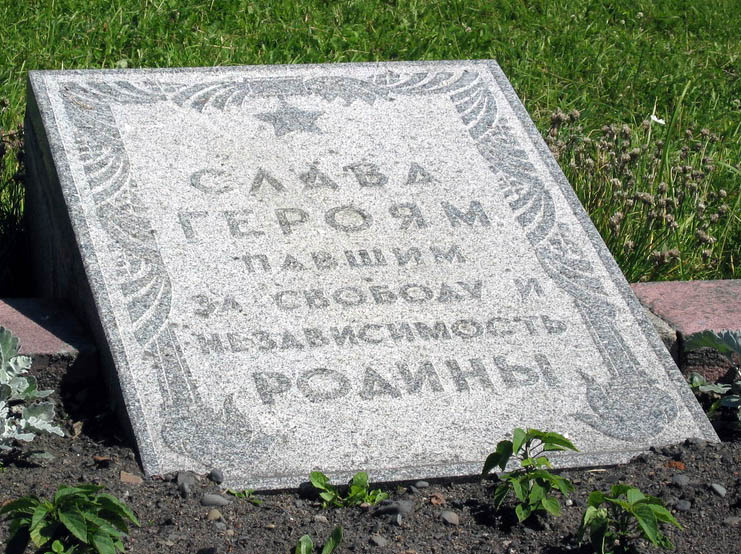 СЛАВА
ГЕРОЯМ
ПАВШИМ
ЗА СВОБОДУ И
НЕЗАВИСИМОСТЬ
РОДИНЫ